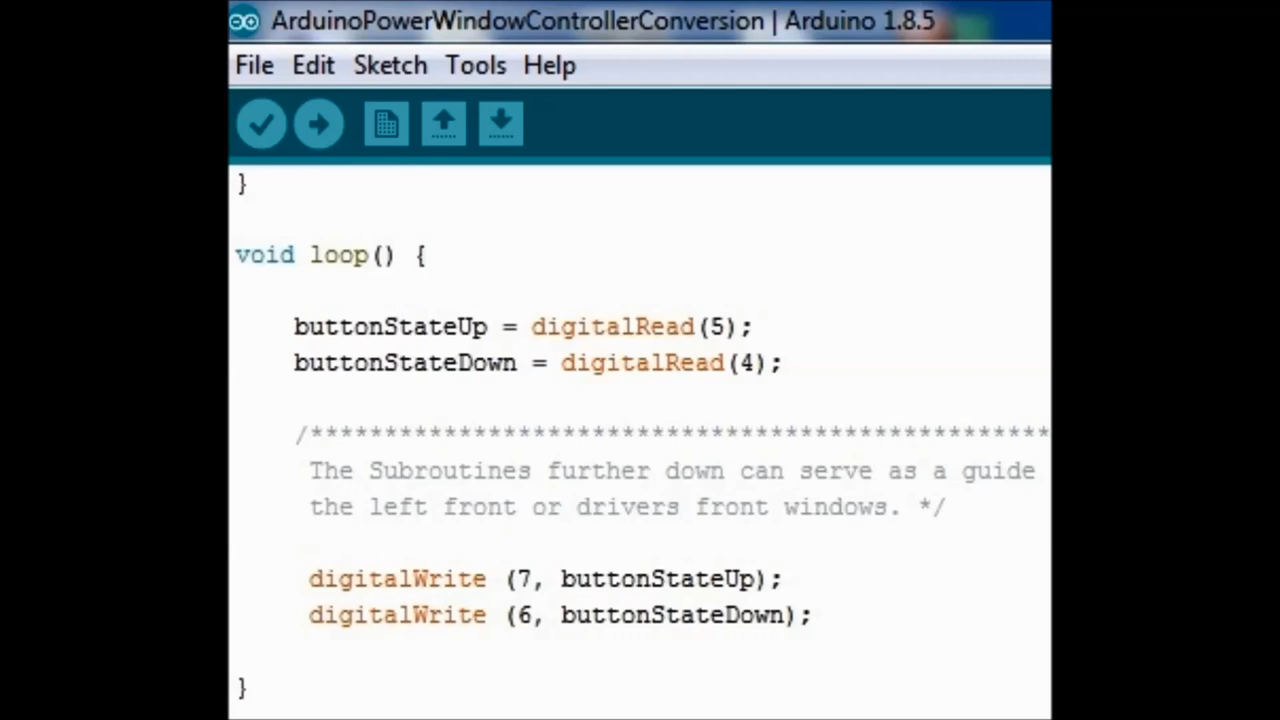 ArduinoPowerWindowControllerConversion | Arduino 1.8.5
File Edit Sketch Tools Help
}
void loop() {
buttonStateUp = digitalRead(5);
buttonStateDown = digitalRead(4);
/**************************************************
The Subroutines further down can serve as a guide
the left front or drivers front windows. */
digitalWrite (7, buttonStateUp);
digitalWrite (6, buttonStateDown);
}